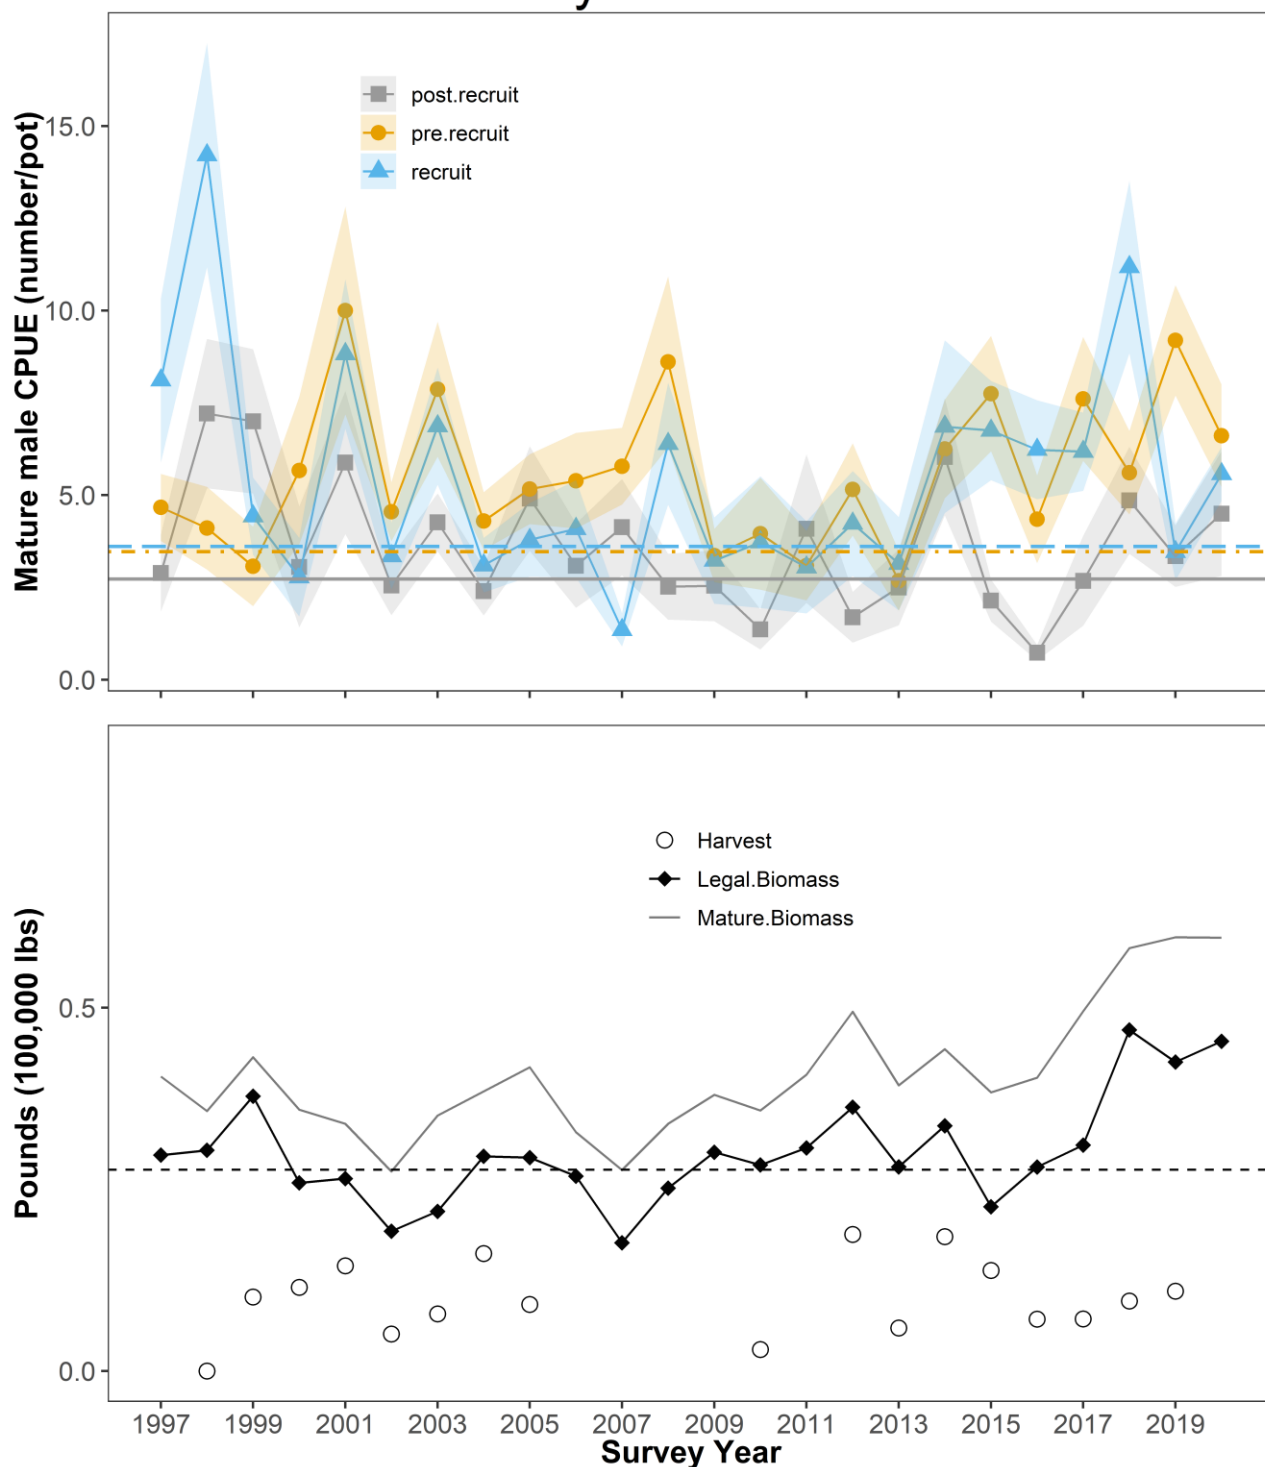 Mature male CPUE (number/pot)
15.0
10.0
5.0
0.0
post.recruit
pre.recruit
recruit
Pounds (100,000 lbs)
0.5
0.0
Harvest
Legal.Biomass
Mature.Biomass
1997 1999 2001 2003 2005 2007 2009 2011 2013 2015 2017 2019
Survey Year